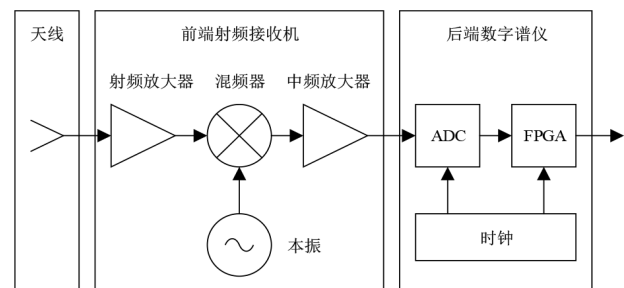 天线
前端射频接收机
后端数字谱仪
射频放大器
混频器
中频放大器
ADC
FPGA
本振
时钟